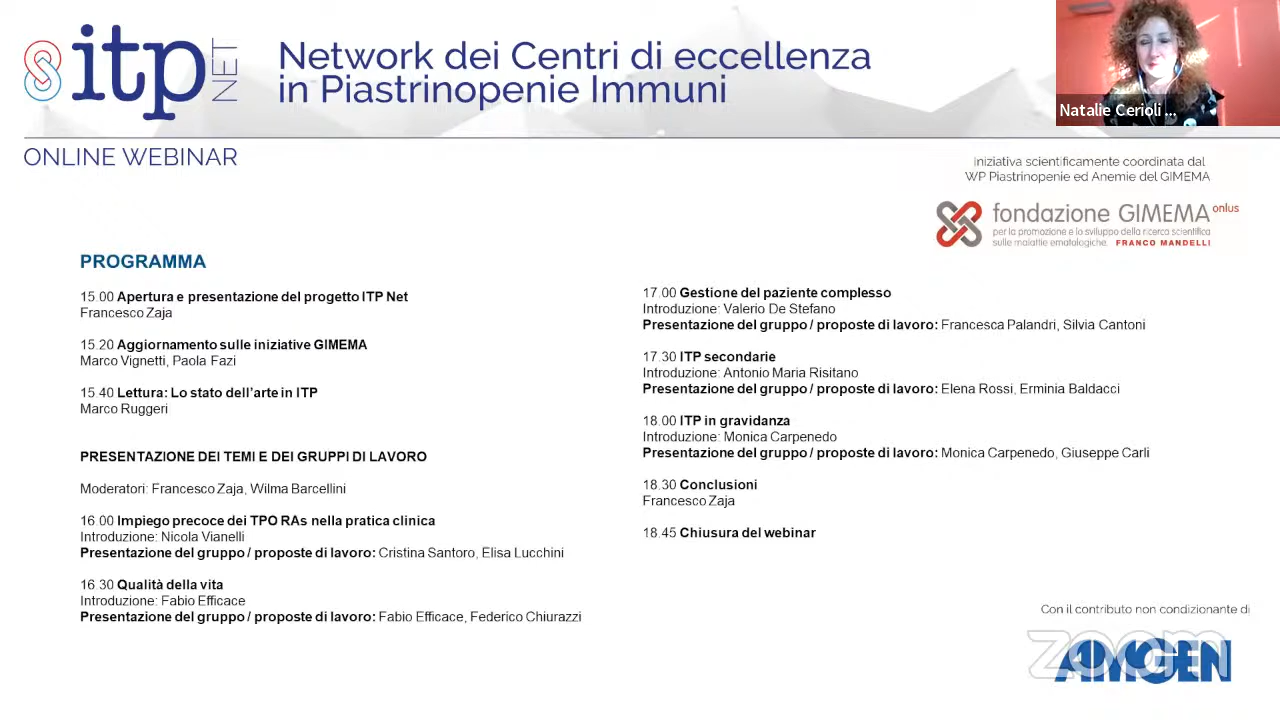 itp NET
Network dei Centri di eccellenza
in Piastrinopenie Immuni
Natalie Cerioli ...
ONLINE WEBINAR
Iniziativa scientificamente coordinata dal
WP Piastrinopenie ed Anemie del GIMEMA
fondazione GIMEMA onlus
per la promozione e lo sviluppo della ricerca scientifica
sulle malattie ematologiche. FRANCO MANDELLI
PROGRAMMA
15.00 Apertura e presentazione del progetto ITP Net
Francesco Zaja
15.20 Aggiornamento sulle iniziative GIMEMA
Marco Vignetti, Paola Fazi
15.40 Lettura: Lo stato dell'arte in ITP
Marco Ruggeri
PRESENTAZIONE DEI TEMI E DEI GRUPPI DI LAVORO
Moderatori: Francesco Zaja, Wilma Barcellini
16.00 Impiego precoce dei TPO RAs nella pratica clinica
Introduzione: Nicola Vianelli
Presentazione del gruppo / proposte di lavoro: Cristina Santoro, Elisa Lucchini
16.30 Qualità della vita
Introduzione: Fabio Efficace
Presentazione del gruppo / proposte di lavoro: Fabio Efficace, Federico Chiurazzi
17.00 Gestione del paziente complesso
Introduzione: Valerio De Stefano
Presentazione del gruppo / proposte di lavoro: Francesca Palandri, Silvia Cantoni
17.30 ITP secondarie
Introduzione: Antonio Maria Risitano
Presentazione del gruppo / proposte di lavoro: Elena Rossi, Erminia Baldacci
18.00 ITP in gravidanza
Introduzione: Monica Carpenedo
Presentazione del gruppo / proposte di lavoro: Monica Carpenedo, Giuseppe Carli
18.30 Conclusioni
Francesco Zaja
18.45 Chiusura del webinar
Con il contributo non condizionante di
AMGEN
zoom